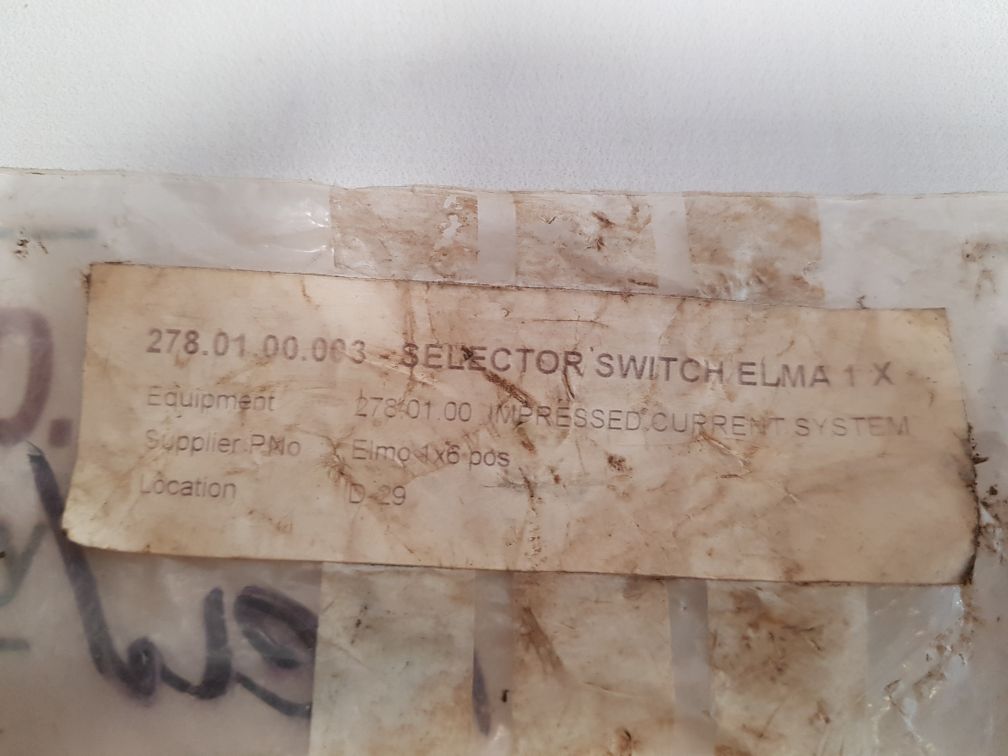 278.01.00.003 - SELECTOR SWITCH ELMA 1 X
Equipment 278.01.00 IMPRESSED CURRENT SYSTEM
Supplier P.No Elmo 1x6 pos
Location D-29